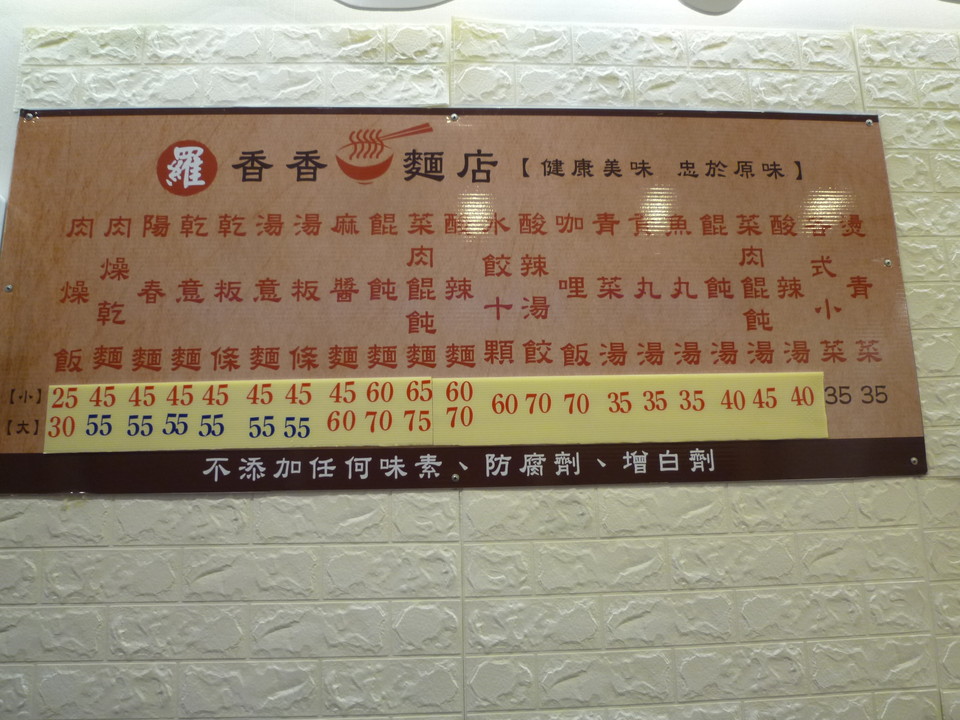 羅 香香麵店【健康美味 忠於原味】
肉燥飯
肉燥乾麵
陽春麵
乾意麵
乾粄條
湯意麵
湯粄條
麻醬麵
餛飩麵
菜肉餛飩麵
酸辣麵
水餃十顆
酸辣湯餃
咖哩飯
青菜湯
貢丸湯
魚丸湯
餛飩湯
菜肉餛飩湯
酸辣湯
各式小菜
燙青菜
【小】 25 45 45 45 45 45 45 45 60 65 60 60 70 70 35 35 35 40 45 40 35 35
【大】 30 55 55 55 55 55 55 60 70 75 70
不添加任何味素、防腐劑、增白劑